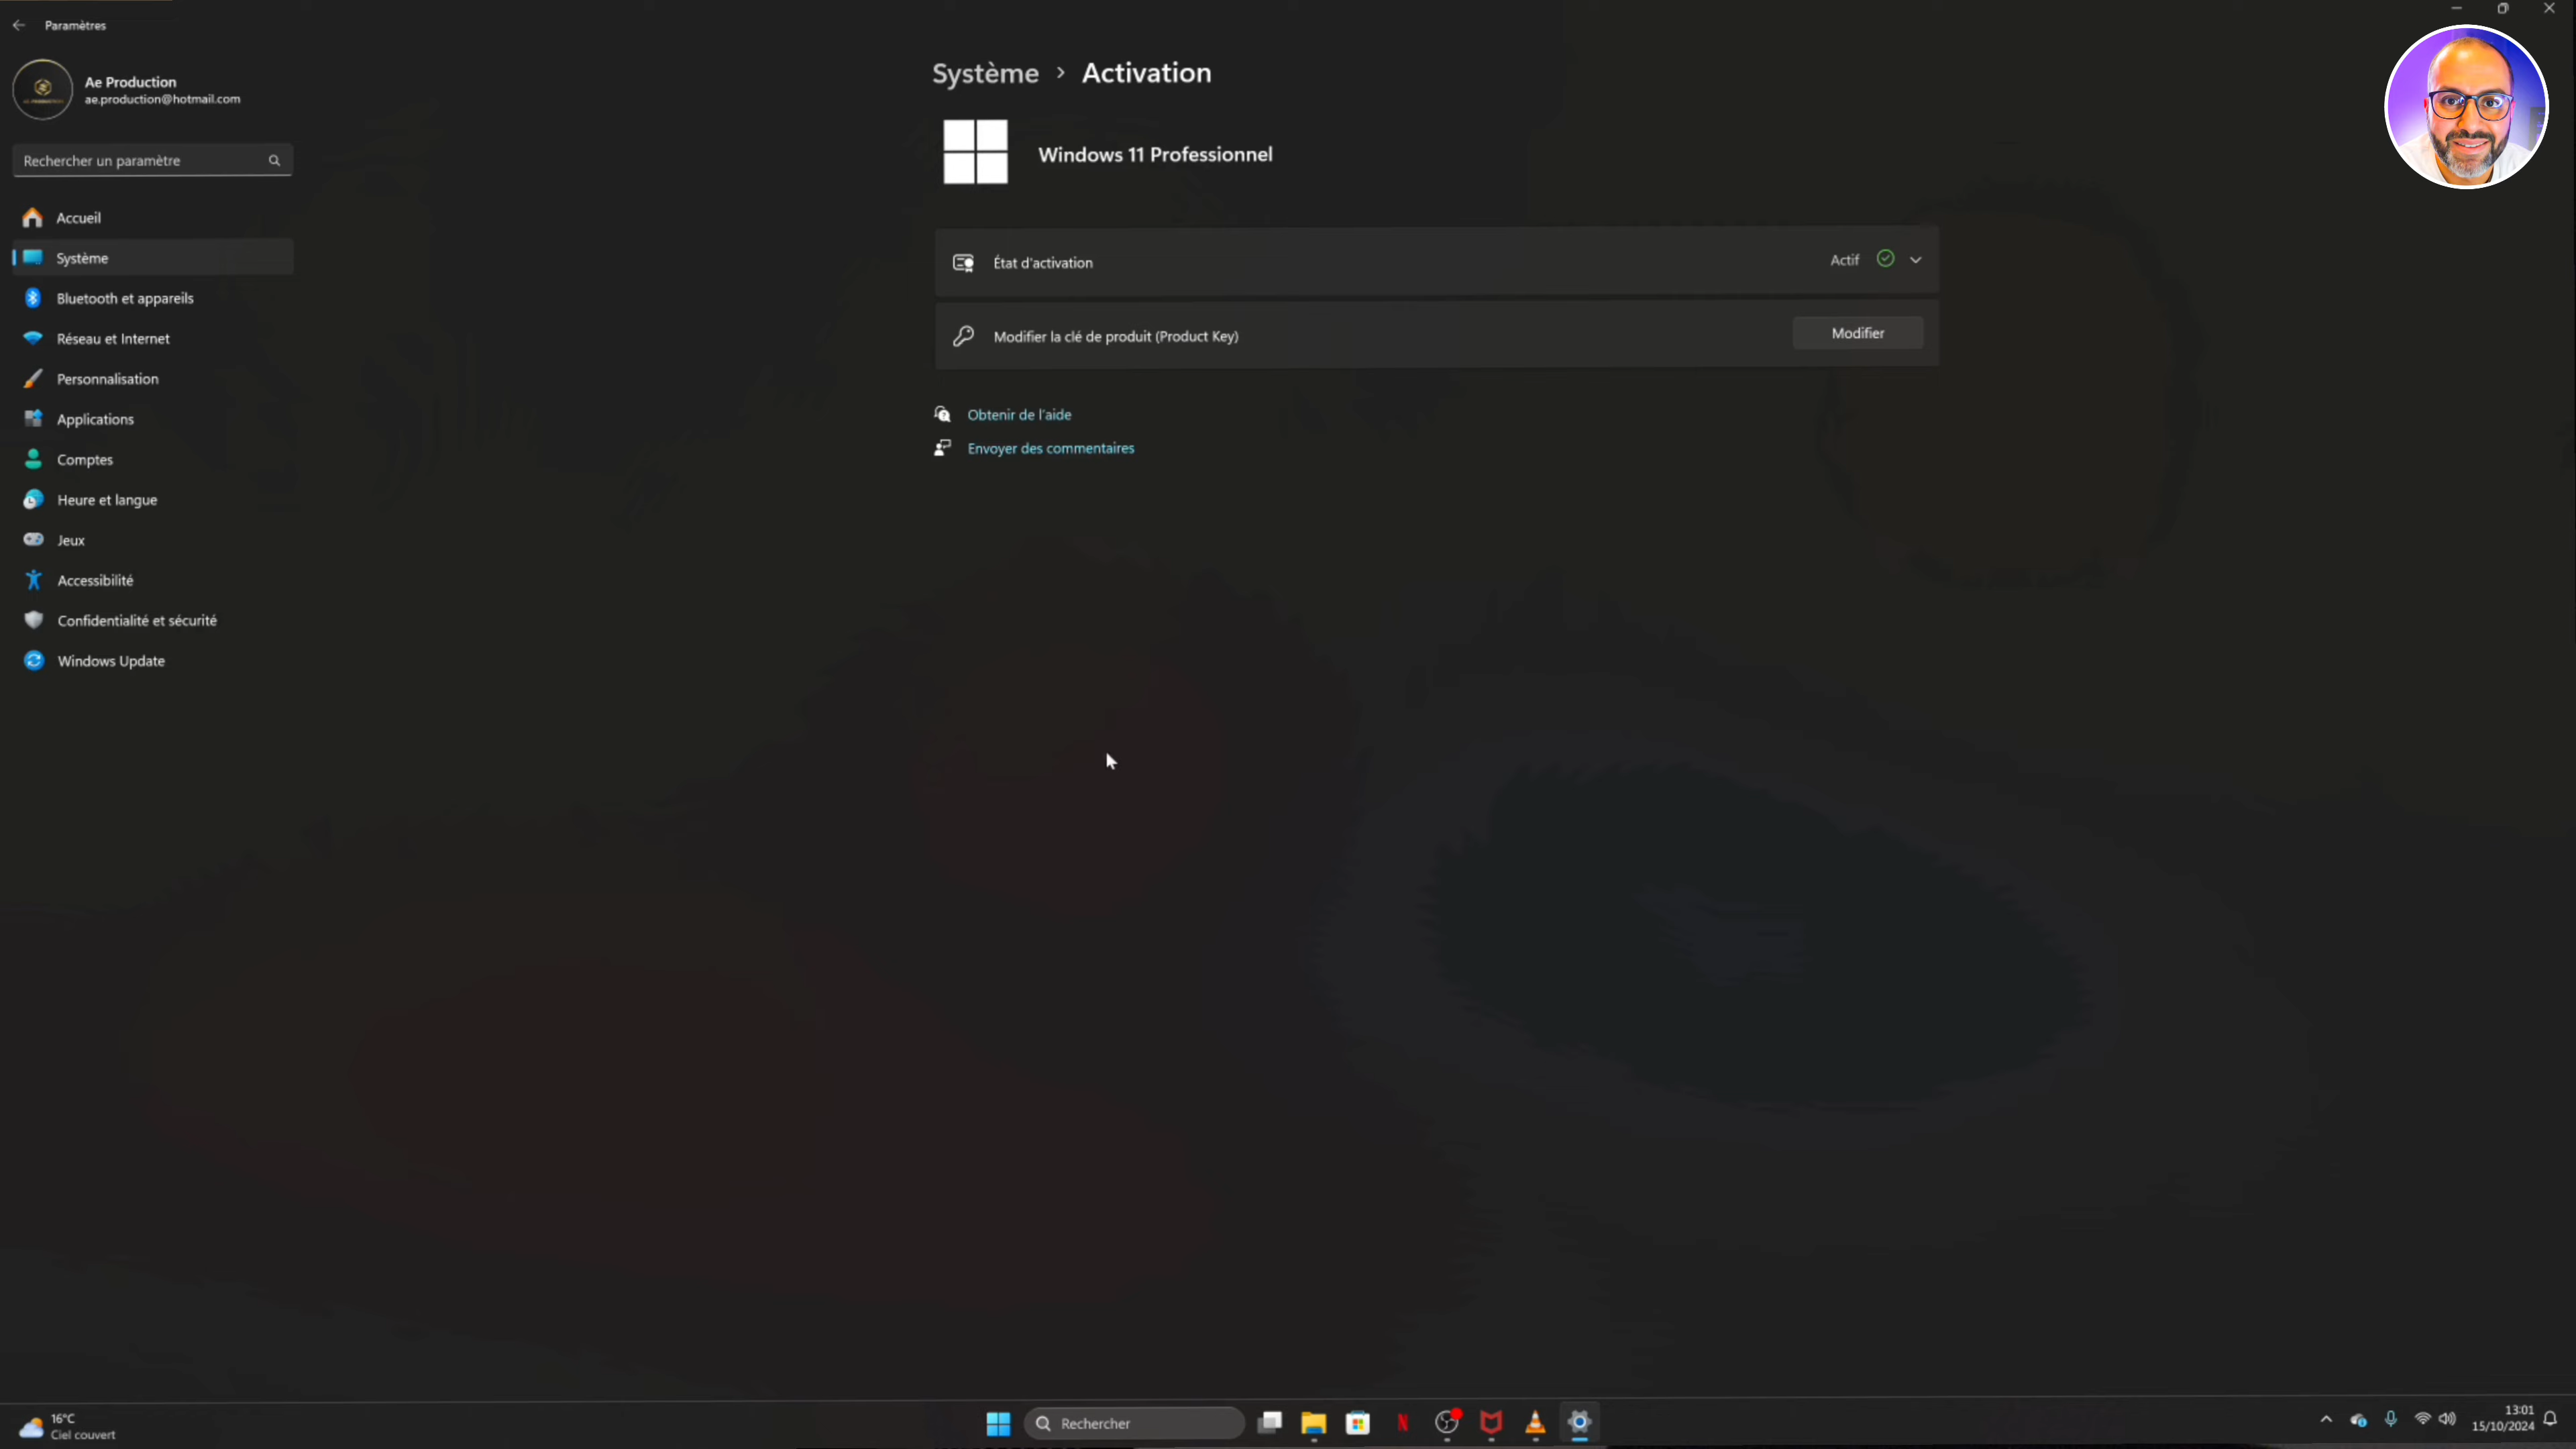 Paramètres
Ae Production
ae.production@hotmail.com
Rechercher un paramètre
Accueil
Système
Bluetooth et appareils
Réseau et Internet
Personnalisation
Applications
Comptes
Heure et langue
Jeux
Accessibilité
Confidentialité et sécurité
Windows Update
Système > Activation
Windows 11 Professionnel
État d'activation
Actif
Modifier la clé de produit (Product Key)
Modifier
Obtenir de l'aide
Envoyer des commentaires
16°C
Ciel couvert
Rechercher
13:01
15/10/2024